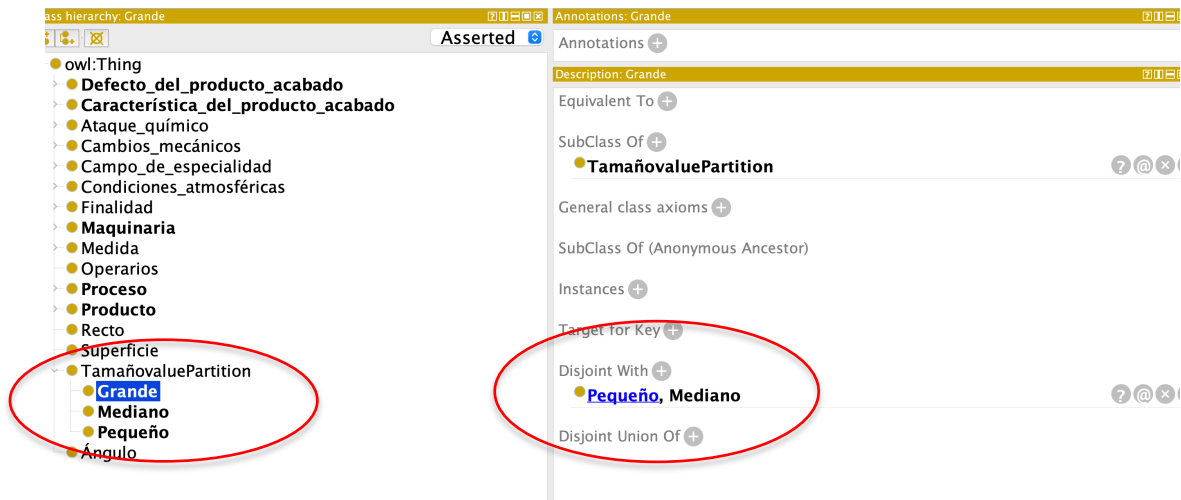 ass hierarchy: Grande
Asserted
owl:Thing
Defecto_del_producto_acabado
Característica_del_producto_acabado
Ataque_químico
Cambios_mecánicos
Campo_de_especialidad
Condiciones_atmosféricas
Finalidad
Maquinaria
Medida
Operarios
Proceso
Producto
Recto
Superficie
TamañovaluePartition
Grande
Mediano
Pequeño
Ángulo
Annotations: Grande
Annotations
Description: Grande
Equivalent To
SubClass Of
TamañovaluePartition
General class axioms
SubClass Of (Anonymous Ancestor)
Instances
Target for Key
Disjoint With
Pequeño, Mediano
Disjoint Union Of